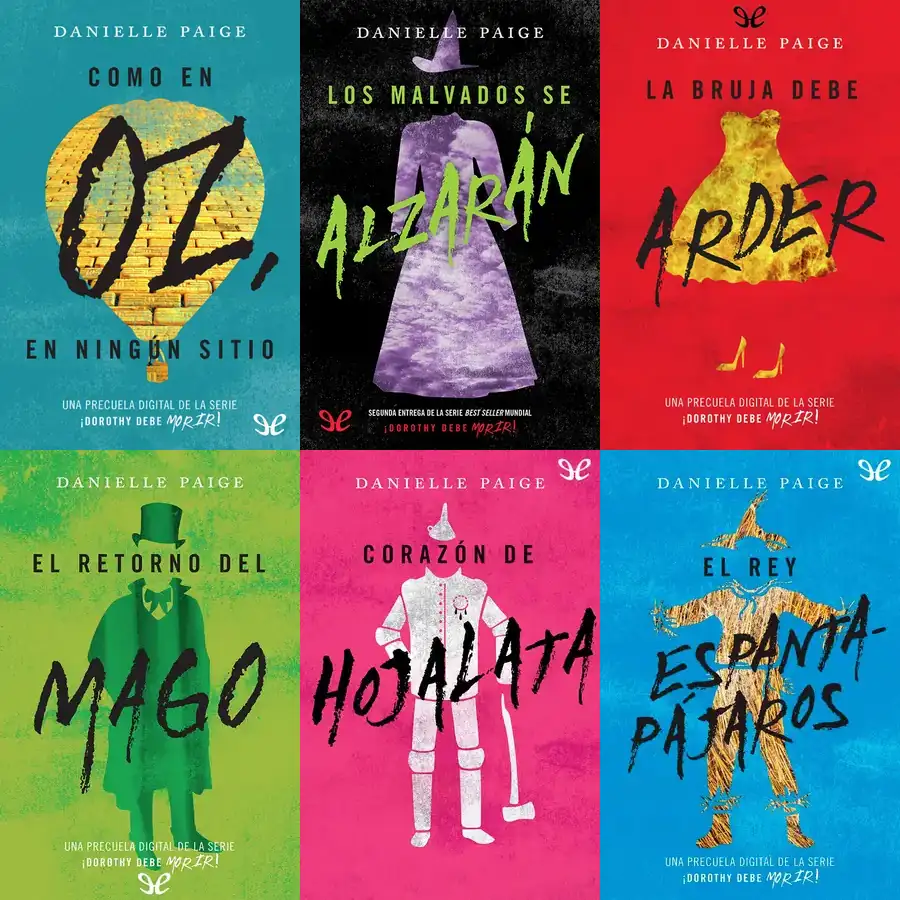 DANIELLE PAIGE
COMO EN
OZ,
EN NINGÚN SITIO
UNA PRECUELA DIGITAL DE LA SERIE
¡DOROTHY DEBE MORIR!
DANIELLE PAIGE
LOS MALVADOS SE
ALZARÁN
SEGUNDA ENTREGA DE LA SERIE BEST SELLER MUNDIAL
¡DOROTHY DEBE MORIR!
DANIELLE PAIGE
LA BRUJA DEBE
ARDER
UNA PRECUELA DIGITAL DE LA SERIE
¡DOROTHY DEBE MORIR!
DANIELLE PAIGE
EL RETORNO DEL
MAGO
UNA PRECUELA DIGITAL DE LA SERIE
¡DOROTHY DEBE MORIR!
DANIELLE PAIGE
CORAZÓN DE
HOJALATA
DANIELLE PAIGE
EL REY
ESPANTA-
PÁJAROS
UNA PRECUELA DIGITAL DE LA SERIE
¡DOROTHY DEBE MORIR!